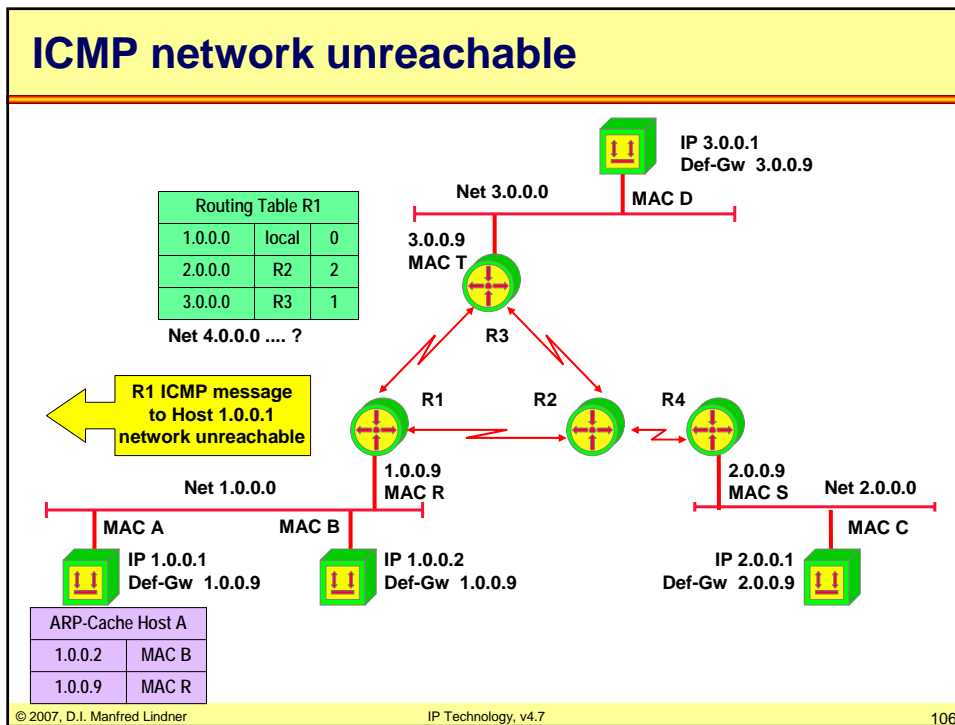 ICMP network unreachable
IP 3.0.0.1
Def-Gw 3.0.0.9
Net 3.0.0.0
MAC D
Routing Table R1
1.0.0.0 local 0
2.0.0.0 R2 2
3.0.0.0 R3 1
3.0.0.9
MAC T
Net 4.0.0.0 .... ?
R3
R1 ICMP message
to Host 1.0.0.1
network unreachable
R1
R2
R4
1.0.0.9
MAC R
2.0.0.9
MAC S
Net 1.0.0.0
Net 2.0.0.0
MAC A
MAC B
MAC C
IP 1.0.0.1
Def-Gw 1.0.0.9
IP 1.0.0.2
Def-Gw 1.0.0.9
IP 2.0.0.1
Def-Gw 2.0.0.9
ARP-Cache Host A
1.0.0.2 MAC B
1.0.0.9 MAC R
© 2007, D.I. Manfred Lindner IP Technology, v4.7 106